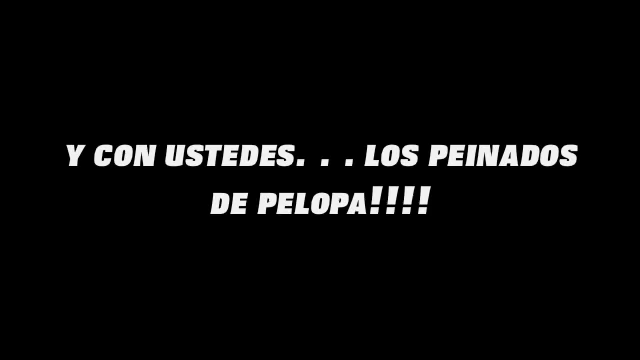 Y CON USTEDES. . . LOS PEINADOS
DE PELOPA!!!!